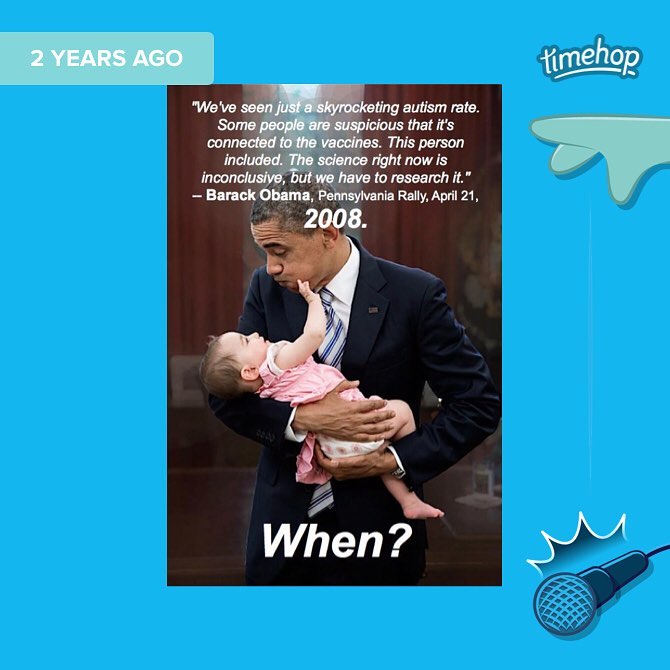 2 YEARS AGO
timehop
"We've seen just a skyrocketing autism rate.
Some people are suspicious that it's
connected to the vaccines. This person
included. The science right now is
inconclusive, but we have to research it."
-- Barack Obama, Pennsylvania Rally, April 21,
2008.
When?